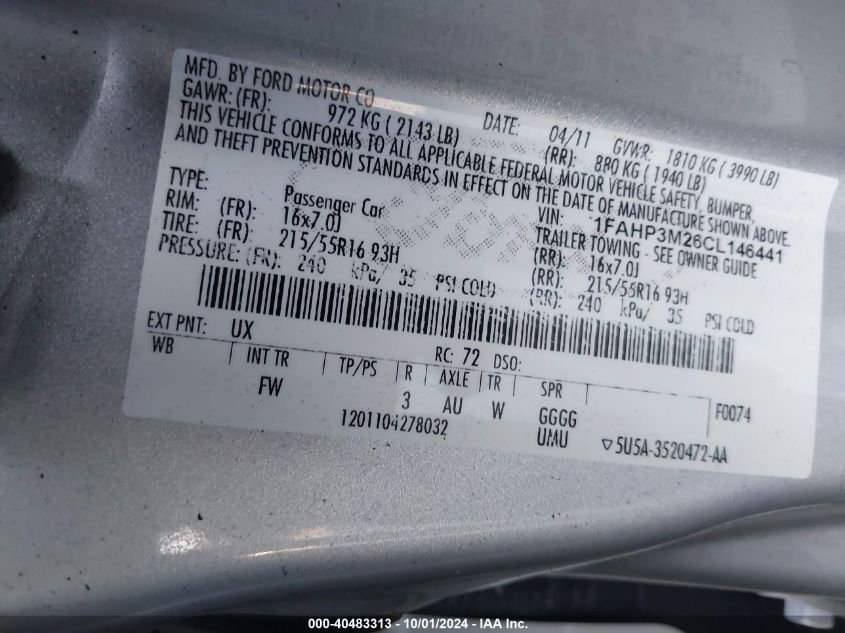 MFD. BY FORD MOTOR CO
DATE: 04/11 GVWR: 1810 KG ( 3990 LB)
GAWR: (FR): 972 KG ( 2143 LB) (RR): 880 KG ( 1940 LB)
THIS VEHICLE CONFORMS TO ALL APPLICABLE FEDERAL MOTOR VEHICLE SAFETY, BUMPER,
AND THEFT PREVENTION STANDARDS IN EFFECT ON THE DATE OF MANUFACTURE SHOWN ABOVE.
VIN: 1FAHP3M26CL146441
TYPE: Passenger Car TRAILER TOWING - SEE OWNER GUIDE
RIM: (FR): 16x7.0J (RR): 16x7.0J
TIRE: (FR): 215/55R16 93H (RR): 215/55R16 93H
PRESSURE: (FR): 240 kPa/ 35 PSI COLD (RR): 240 kPa/ 35 PSI COLD
EXT PNT: UX RC: 72 DSO:
WB INT TR TP/PS R AXLE TR SPR
FW 3 AU W GGGG F0074
1201104278032 UMU ▽5U5A-3520472-AA
000-40483313 - 10/01/2024 - IAA Inc.